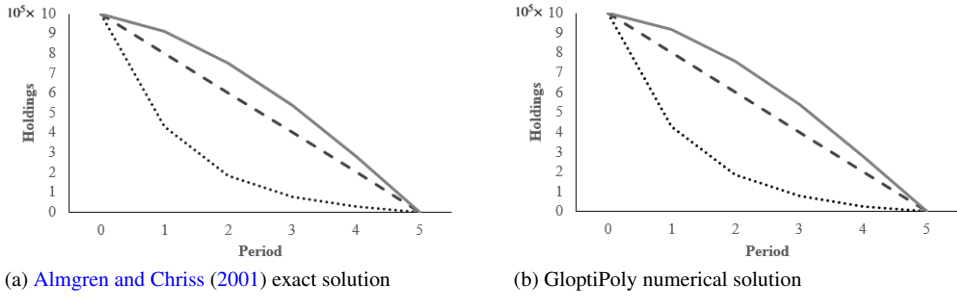 10⁵× 10
9
8
7
6
5
4
3
2
1
0
Holdings
0 1 2 3 4 5
Period
(a) Almgren and Chriss (2001) exact solution
10⁵× 10
9
8
7
6
5
4
3
2
1
0
Holdings
0 1 2 3 4 5
Period
(b) GloptiPoly numerical solution